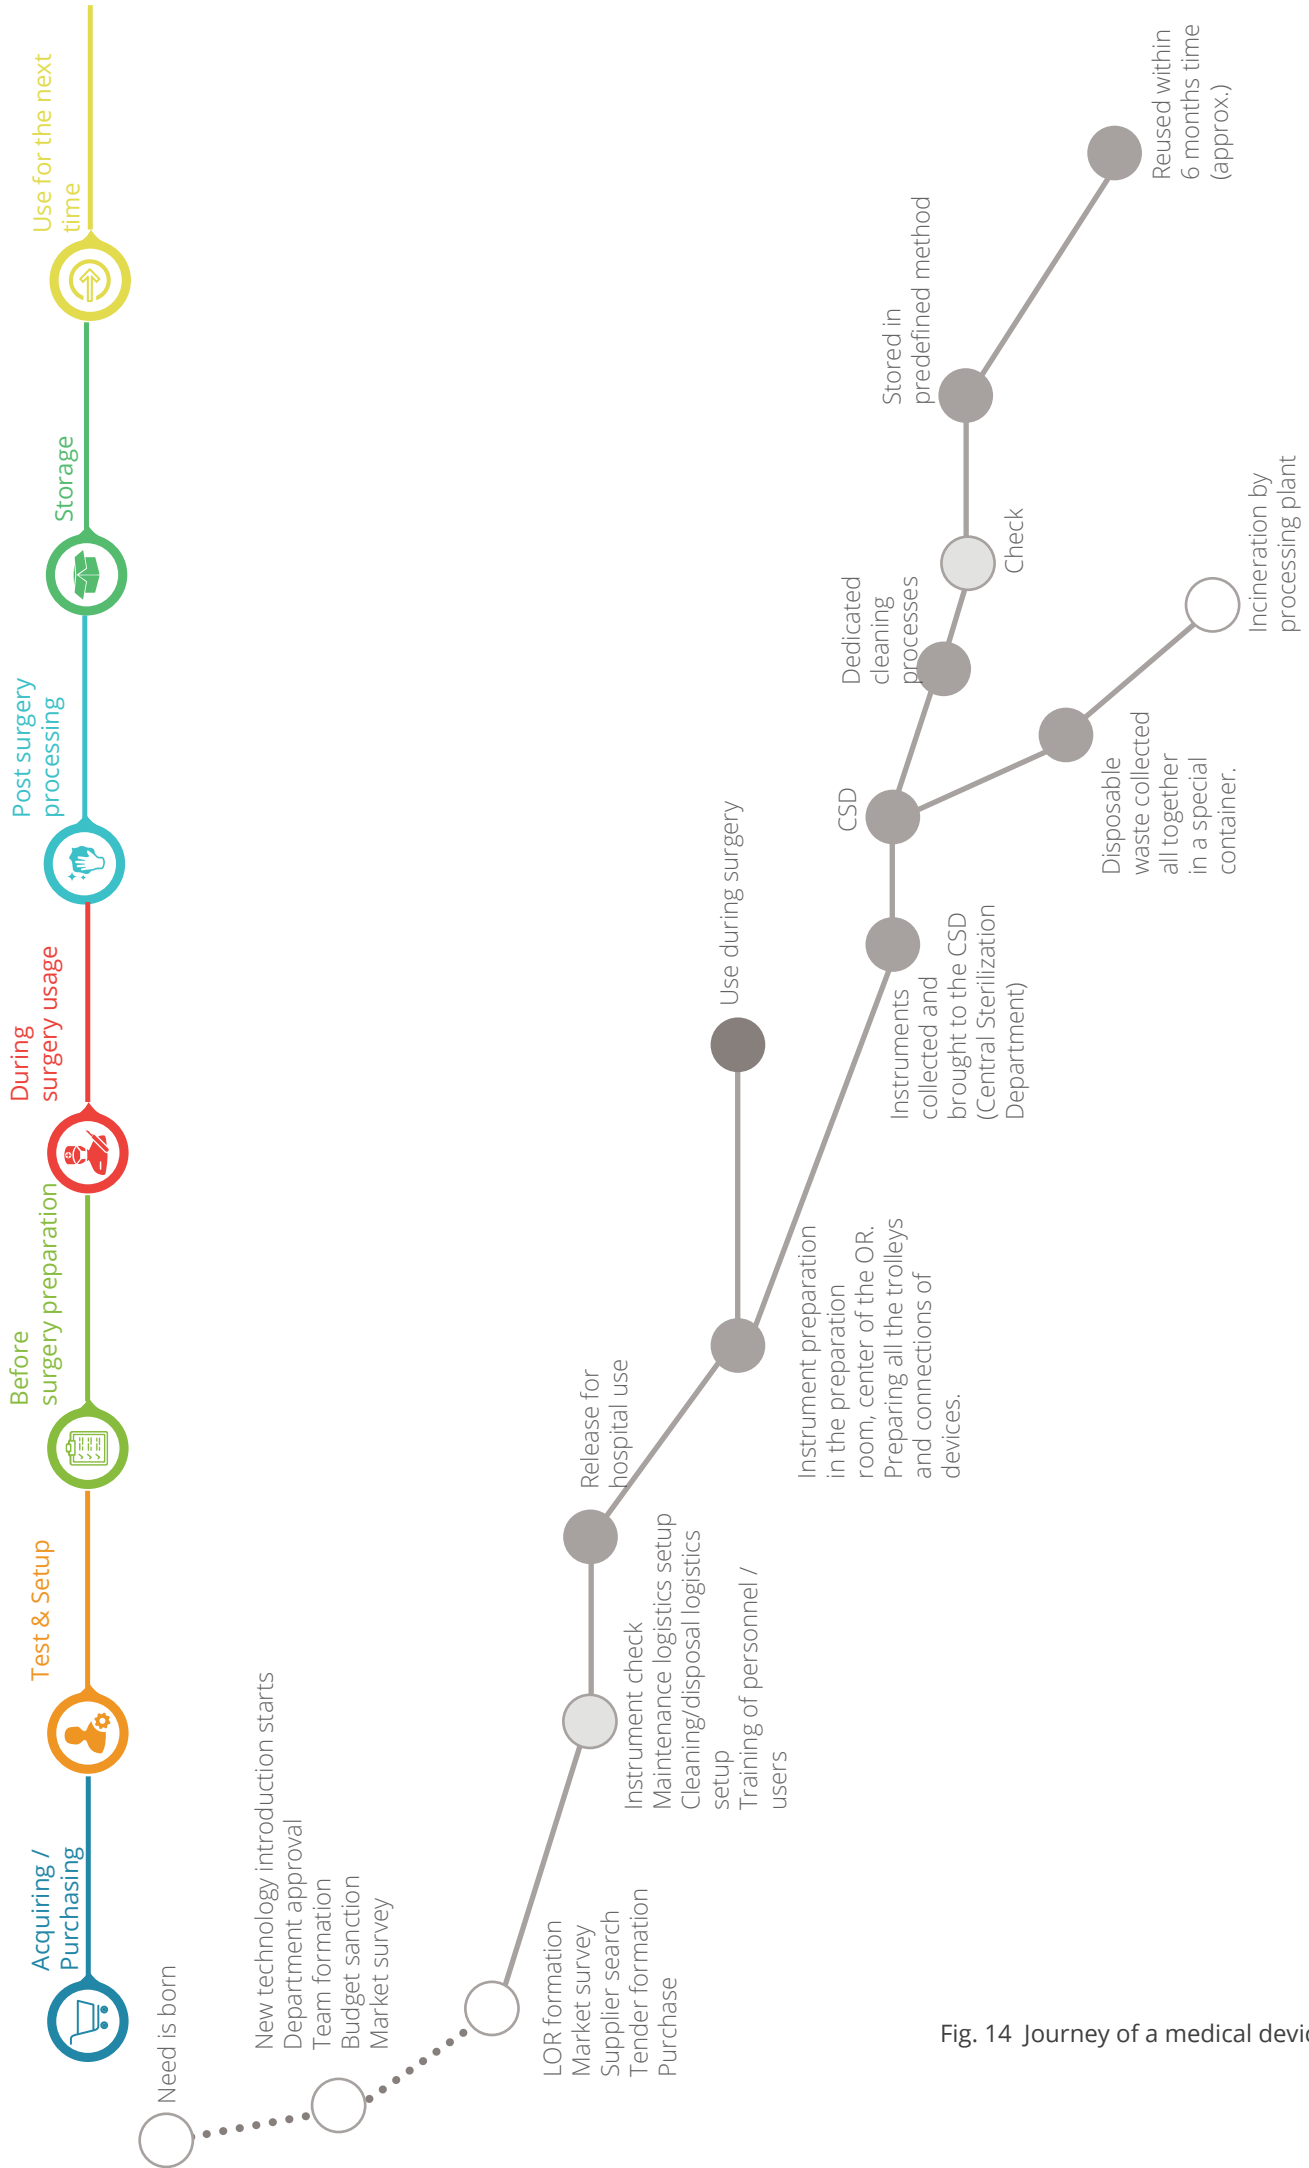 Acquiring /
Purchasing
Test & Setup
Before
surgery preparation
During
surgery usage
Post surgery
processing
Storage
Use for the next
time
Need is born
New technology introduction starts
Department approval
Team formation
Budget sanction
Market survey
LOR formation
Market survey
Supplier search
Tender formation
Purchase
Instrument check
Maintenance logistics setup
Cleaning/disposal logistics
setup
Training of personnel /
users
Release for
hospital use
Instrument preparation
in the preparation
room, center of the OR.
Preparing all the trolleys
and connections of
devices.
Use during surgery
Instruments
collected and
brought to the CSD
(Central Sterilization
Department)
CSD
Disposable
waste collected
all together
in a special
container.
Incineration by
processing plant
Dedicated
cleaning
processes
Check
Stored in
predefined method
Reused within
6 months time
(approx.)
Fig. 14 Journey of a medical